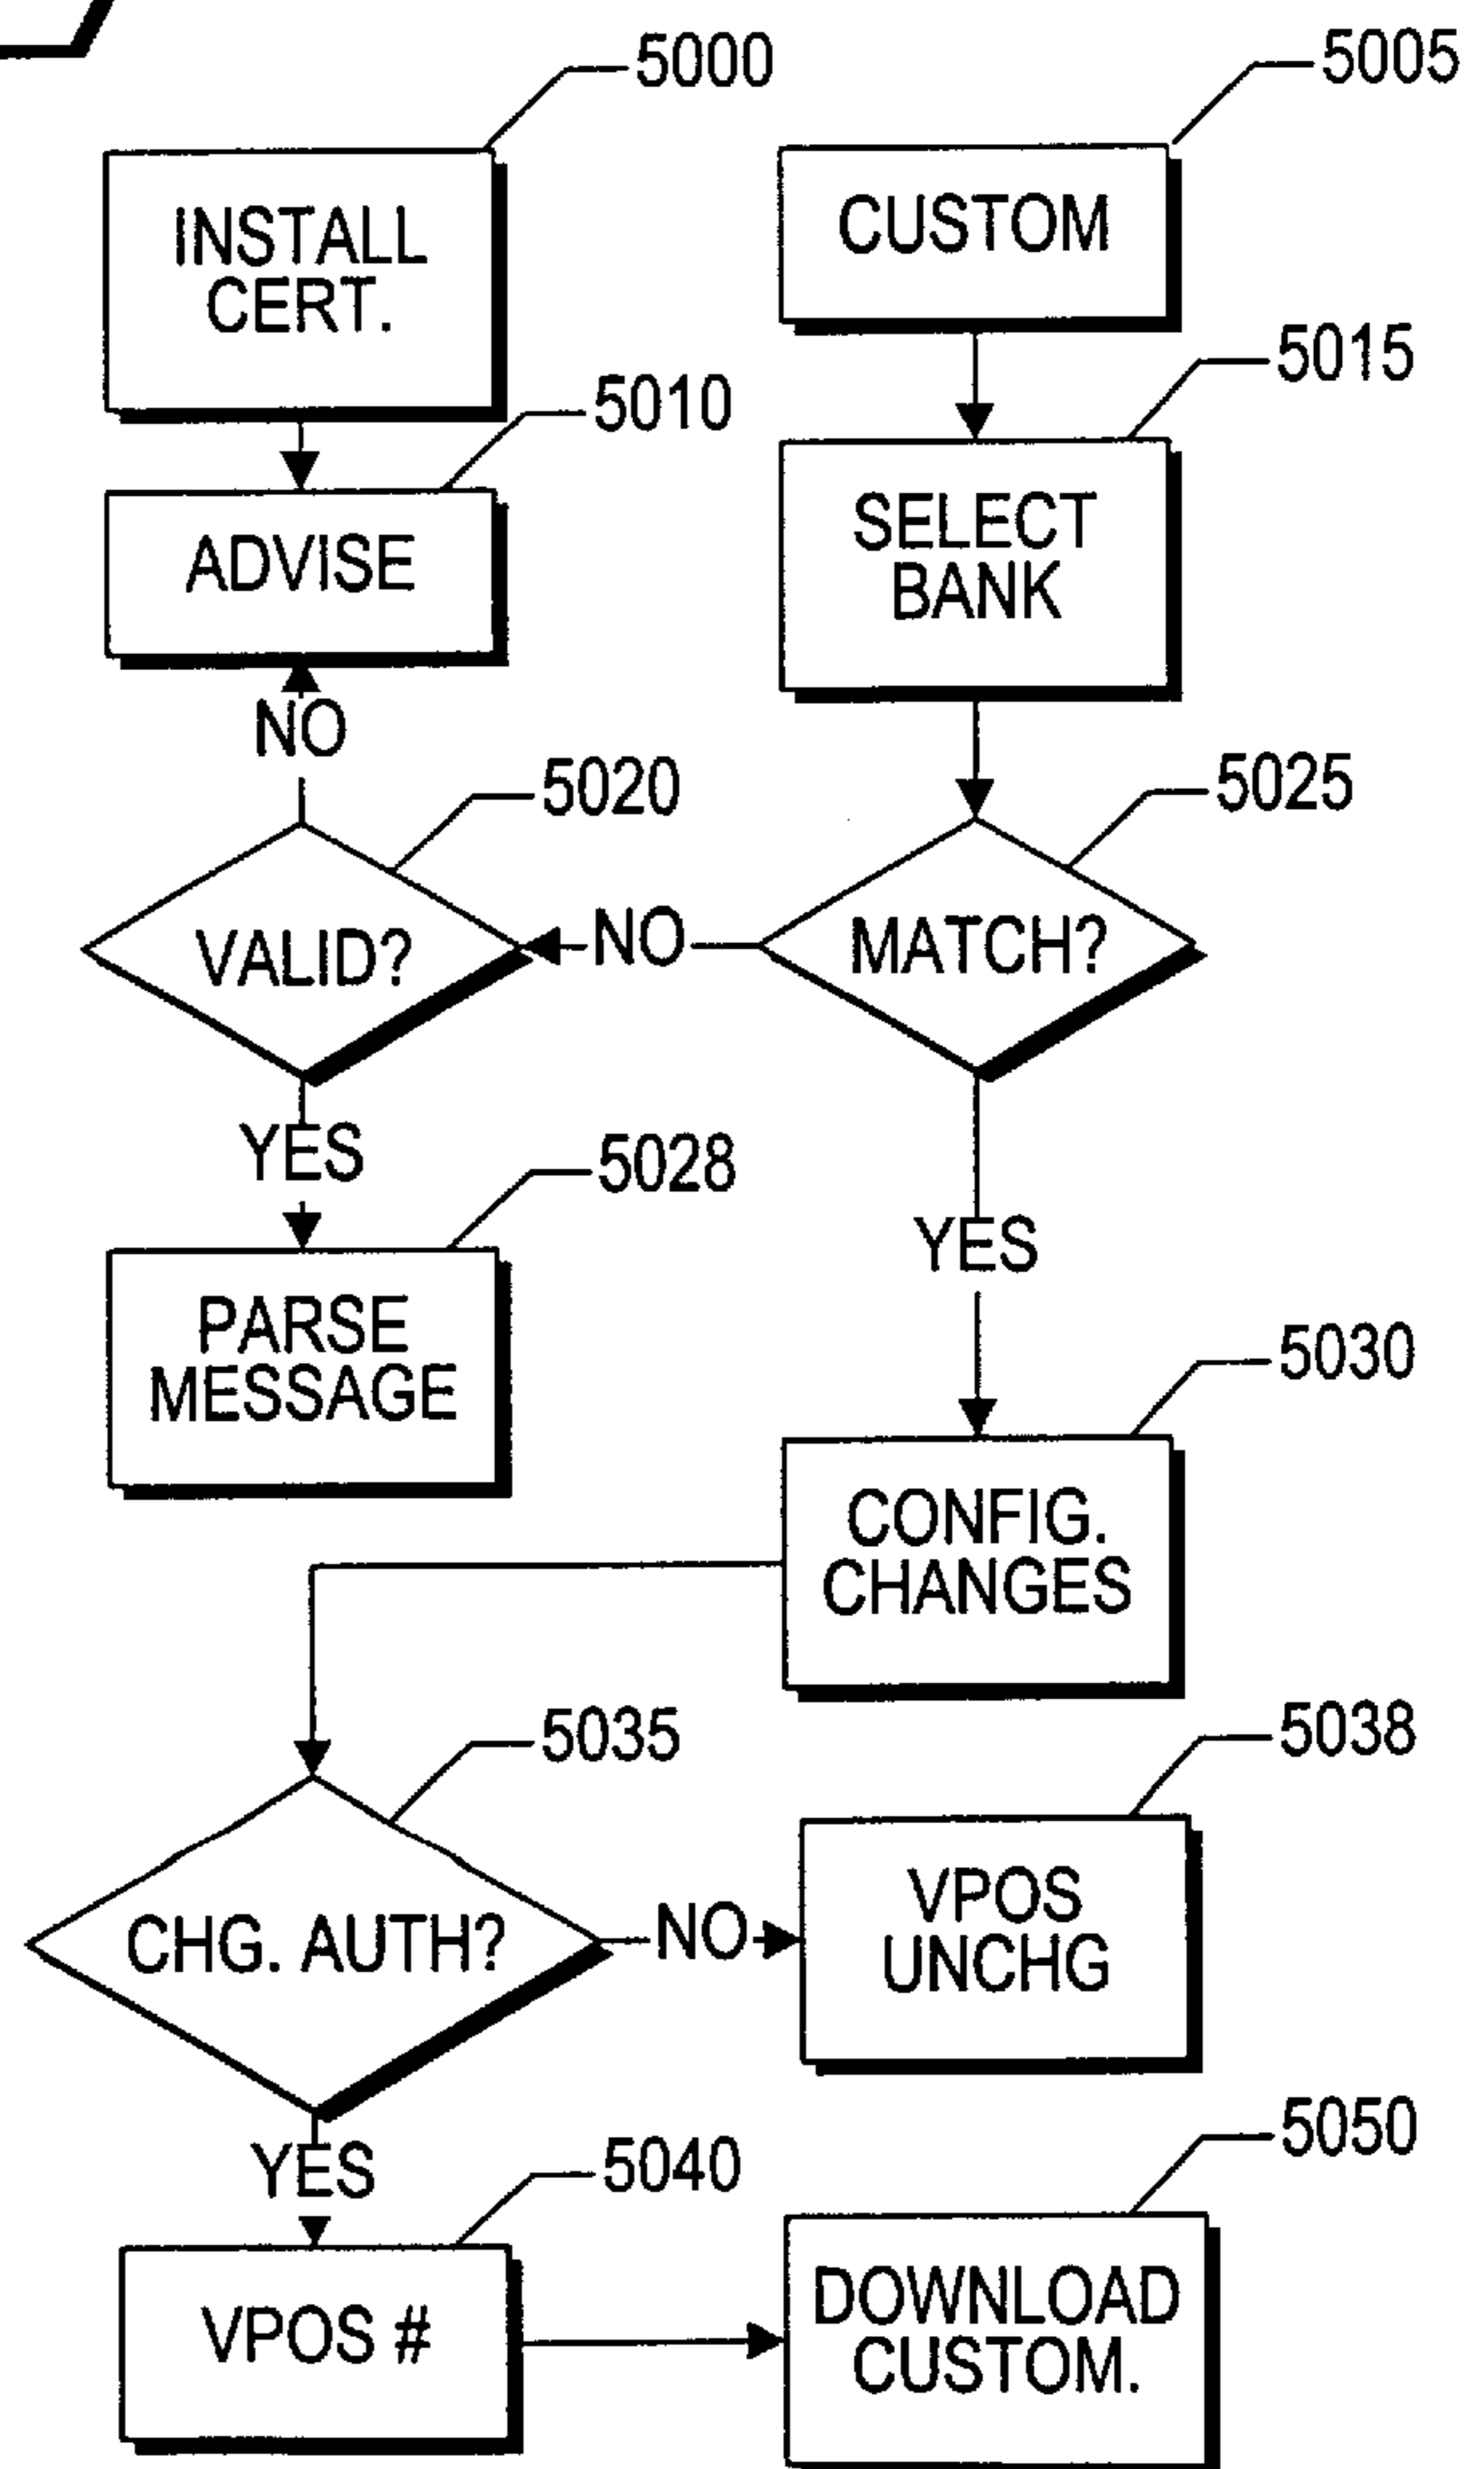 5000
5005
INSTALL
CERT.
CUSTOM
5010
5015
ADVISE
SELECT
BANK
NO
5020
5025
VALID?
NO
MATCH?
YES
5028
YES
PARSE
MESSAGE
5030
CONFIG.
CHANGES
5035
5038
CHG. AUTH?
NO
VPOS
UNCHG
YES
5040
5050
VPOS #
DOWNLOAD
CUSTOM.